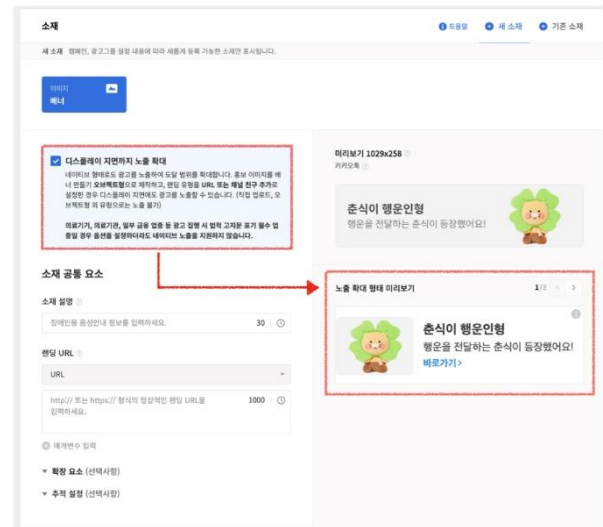 소재
도움말
새 소재
기존 소재
새 소재 캠페인, 광고그룹 설정 내용에 따라 새롭게 등록 가능한 소재만 표시됩니다.
이미지
배너
디스플레이 지면까지 노출 확대
네이티브 형태로도 광고를 노출하여 도달 범위를 확대합니다. 홍보 이미지를 배
너 만들기 오브젝트형으로 제작하고, 랜딩 유형을 URL 또는 채널 친구 추가로
설정한 경우 디스플레이 지면에도 광고를 노출할 수 있습니다. (직접 업로드, 오
브젝트형 외 유형으로는 노출 불가)
의료기기, 의료기관, 일부 금융 업종 등 광고 집행 시 법적 고지문 표기 필수 업
종일 경우 옵션을 설정하더라도 네이티브 노출을 지원하지 않습니다.
미리보기 1029x258
카카오톡
춘식이 행운인형
행운을 전달하는 춘식이 등장했어요!
소재 공통 요소
소재 설명
장애인용 음성안내 정보를 입력하세요. 30
랜딩 URL
URL
http:// 또는 https:// 형식의 정상적인 랜딩 URL을 1000
입력하세요.
매개변수 입력
확장 요소 (선택사항)
추적 설정 (선택사항)
노출 확대 형태 미리보기 1/3
춘식이 행운인형
행운을 전달하는 춘식이 등장했어요!
바로가기 >